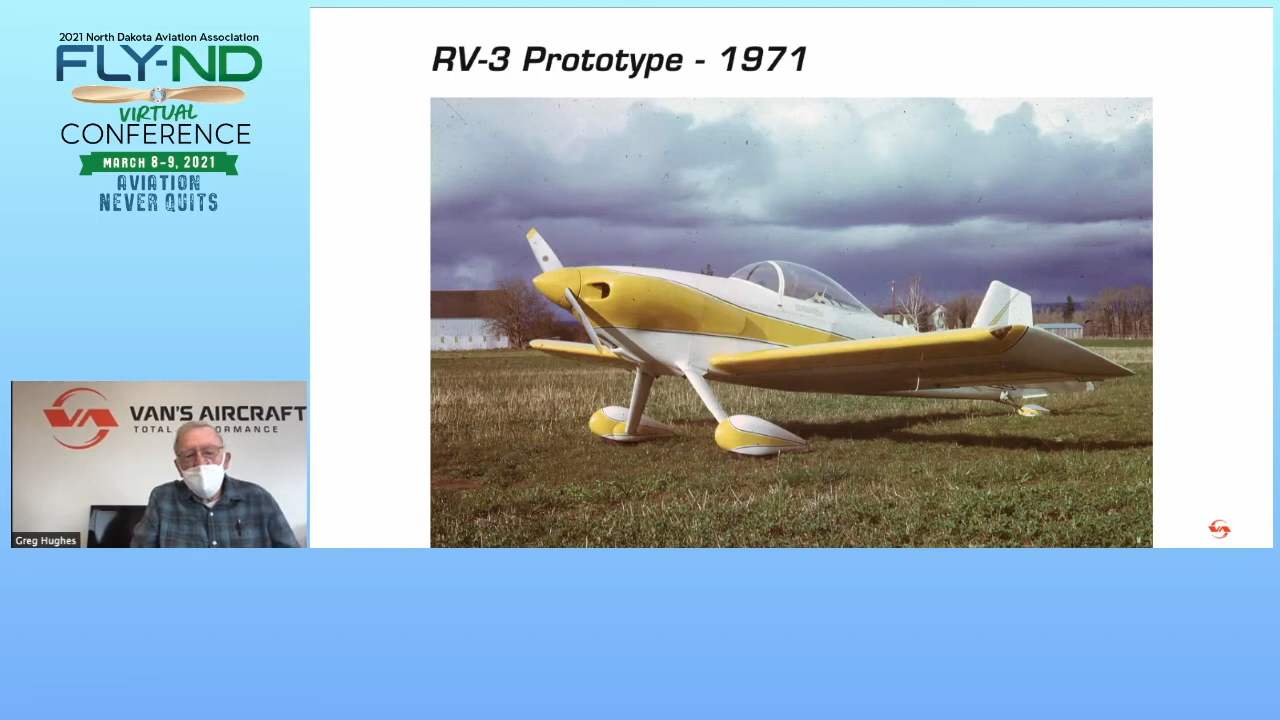 2021 North Dakota Aviation Association
FLY-ND
VIRTUAL
CONFERENCE
MARCH 8-9, 2021
AVIATION
NEVER QUITS
RV-3 Prototype - 1971
VAN'S AIRCRAFT
TOTAL
Greg Hughes